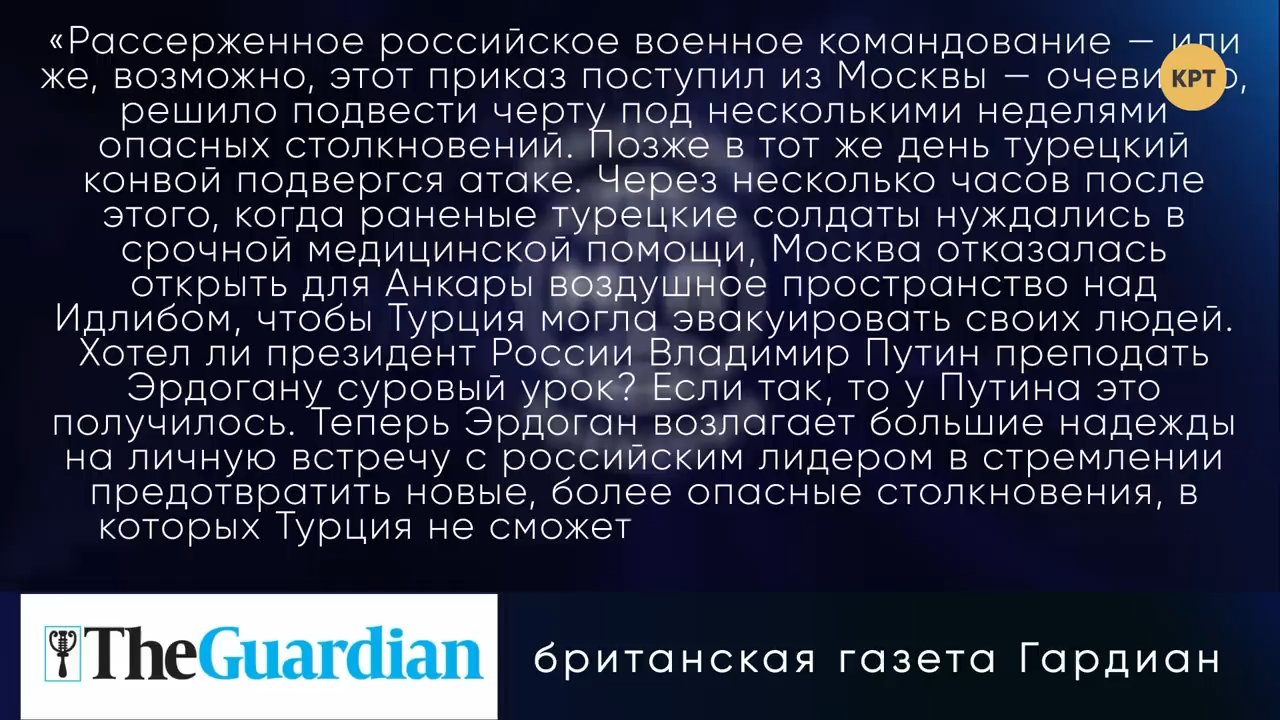 «Рассерженное российское военное командование — или
же, возможно, этот приказ поступил из Москвы —
решило подвести черту под несколькими неделями
опасных столкновений. Позже в тот же день турецкий
конвой подвергся атаке. Через несколько часов после
этого, когда раненые турецкие солдаты нуждались в
срочной медицинской помощи, Москва отказалась
открыть для Анкары воздушное пространство над
Идлибом, чтобы Турция могла эвакуировать своих людей.
Хотел ли президент России Владимир Путин преподать
Эрдогану суровый урок? Если так, то у Путина это
получилось. Теперь Эрдоган возлагает большие надежды
на личную встречу с российским лидером в стремлении
предотвратить новые, более опасные столкновения, в
которых Турция не сможет
КРТ
TheGuardian
британская газета Гардиан